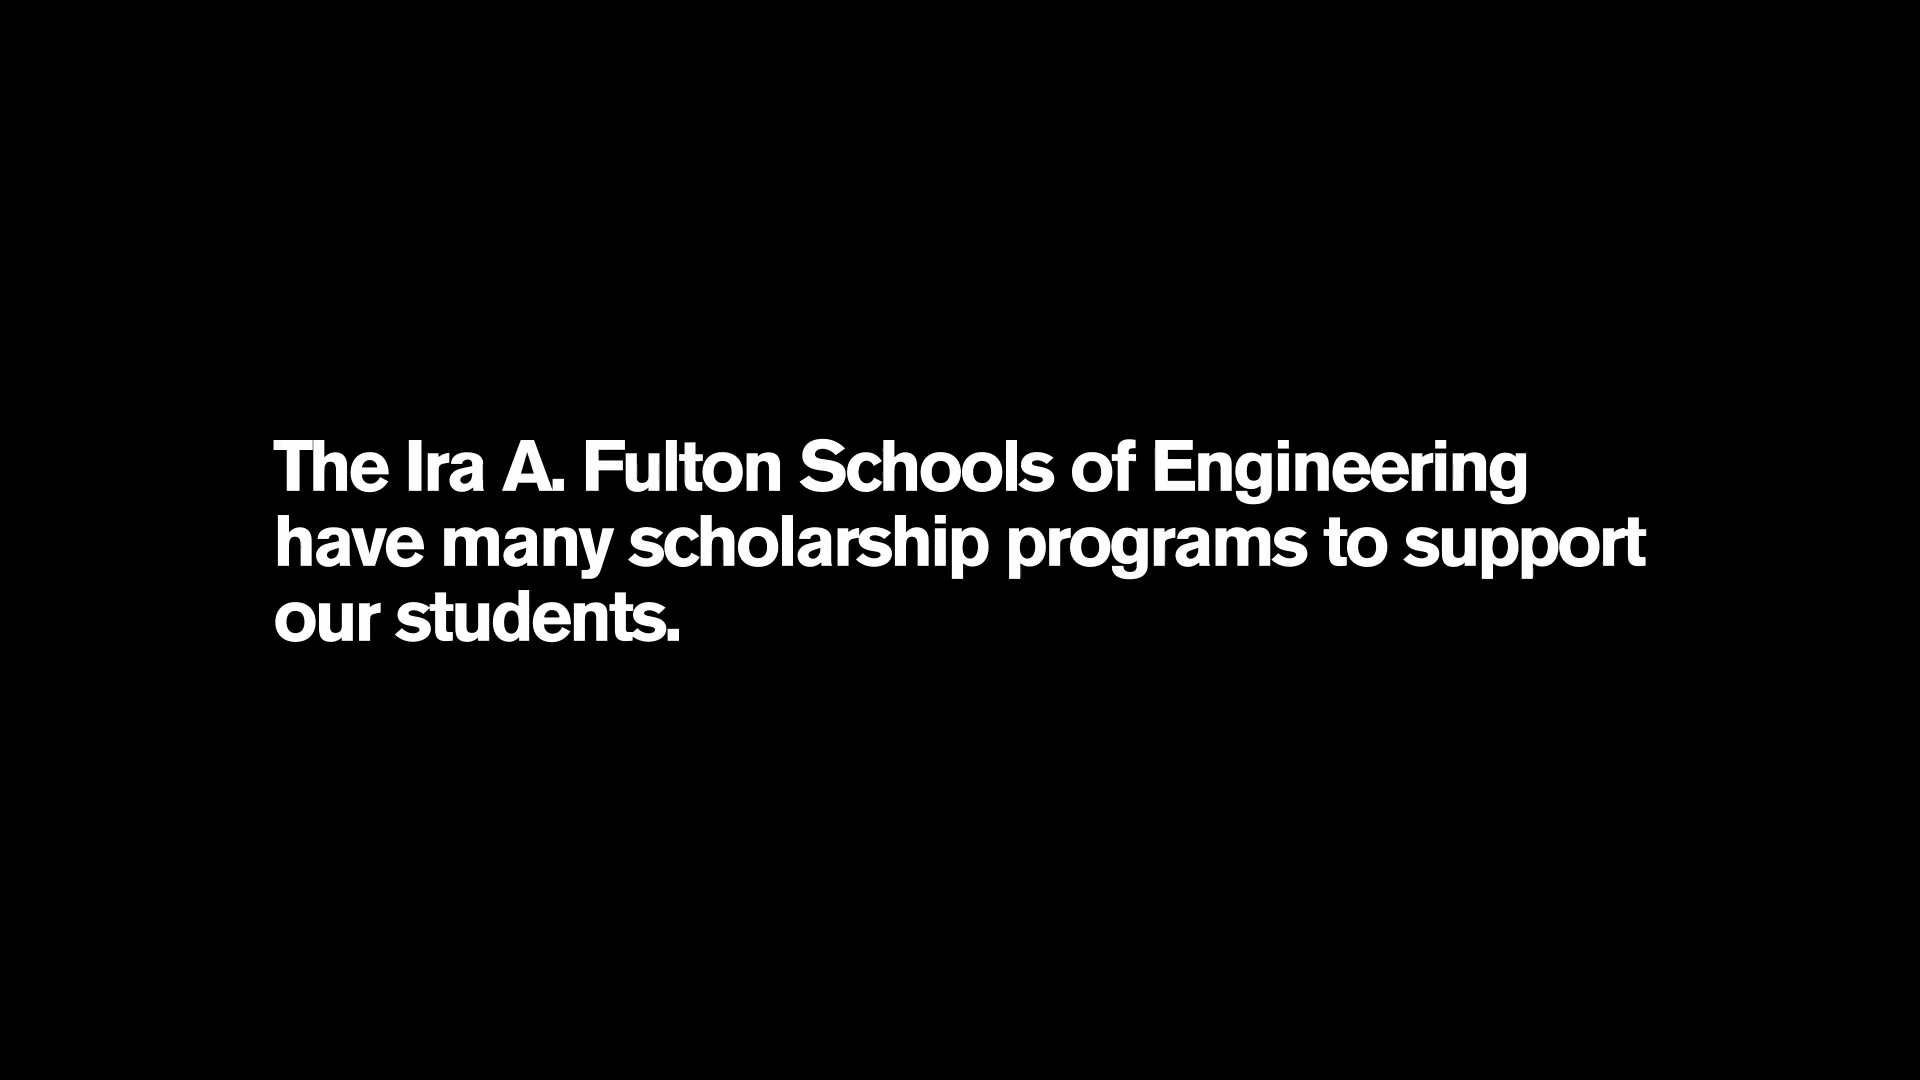 The Ira A. Fulton Schools of Engineering
have many scholarship programs to support
our students.